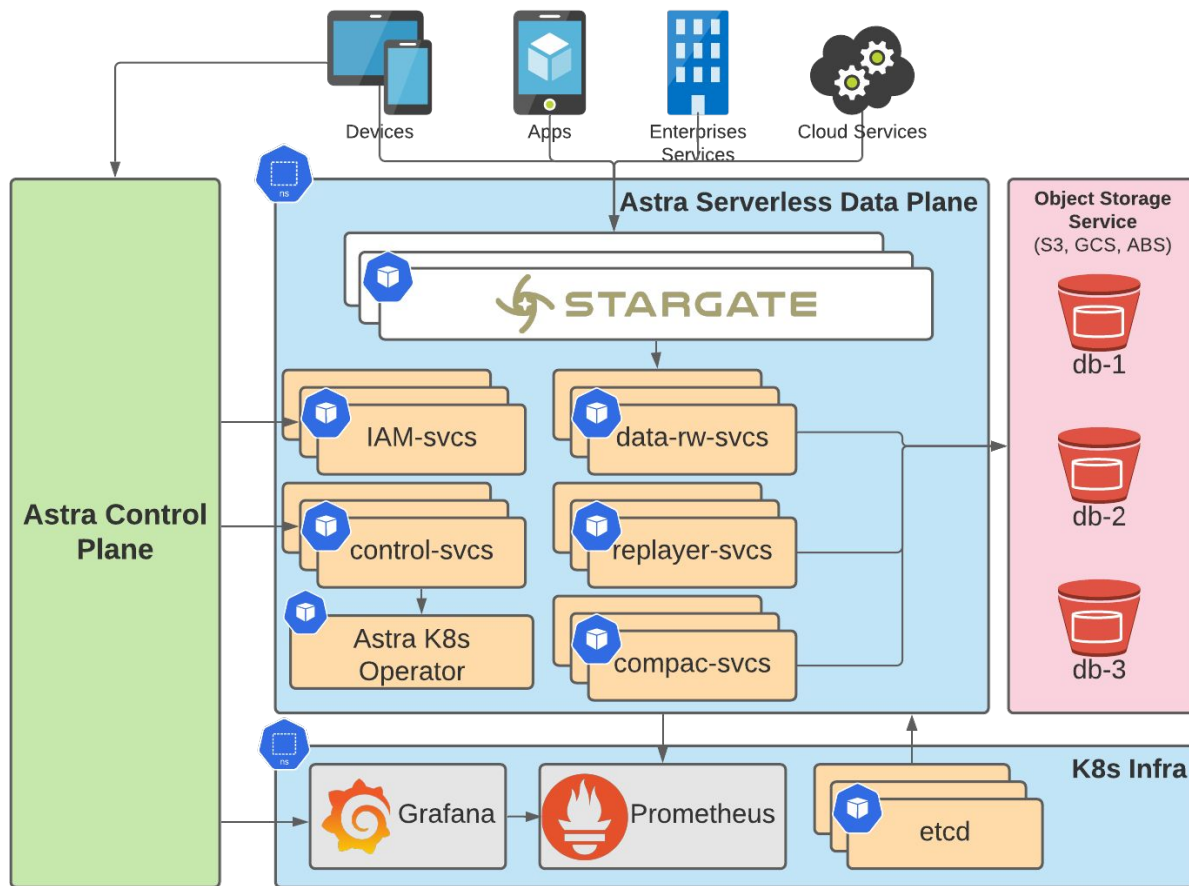 Devices
Apps
Enterprises
Services
Cloud Services
ns
Astra Serverless Data Plane
Object Storage
Service
(S3, GCS, ABS)
STARGATE
db-1
IAM-svcs
data-rw-svcs
db-2
Astra Control
Plane
control-svcs
replayer-svcs
Astra K8s
Operator
compac-svcs
db-3
ns
K8s Infra
Grafana
Prometheus
etcd